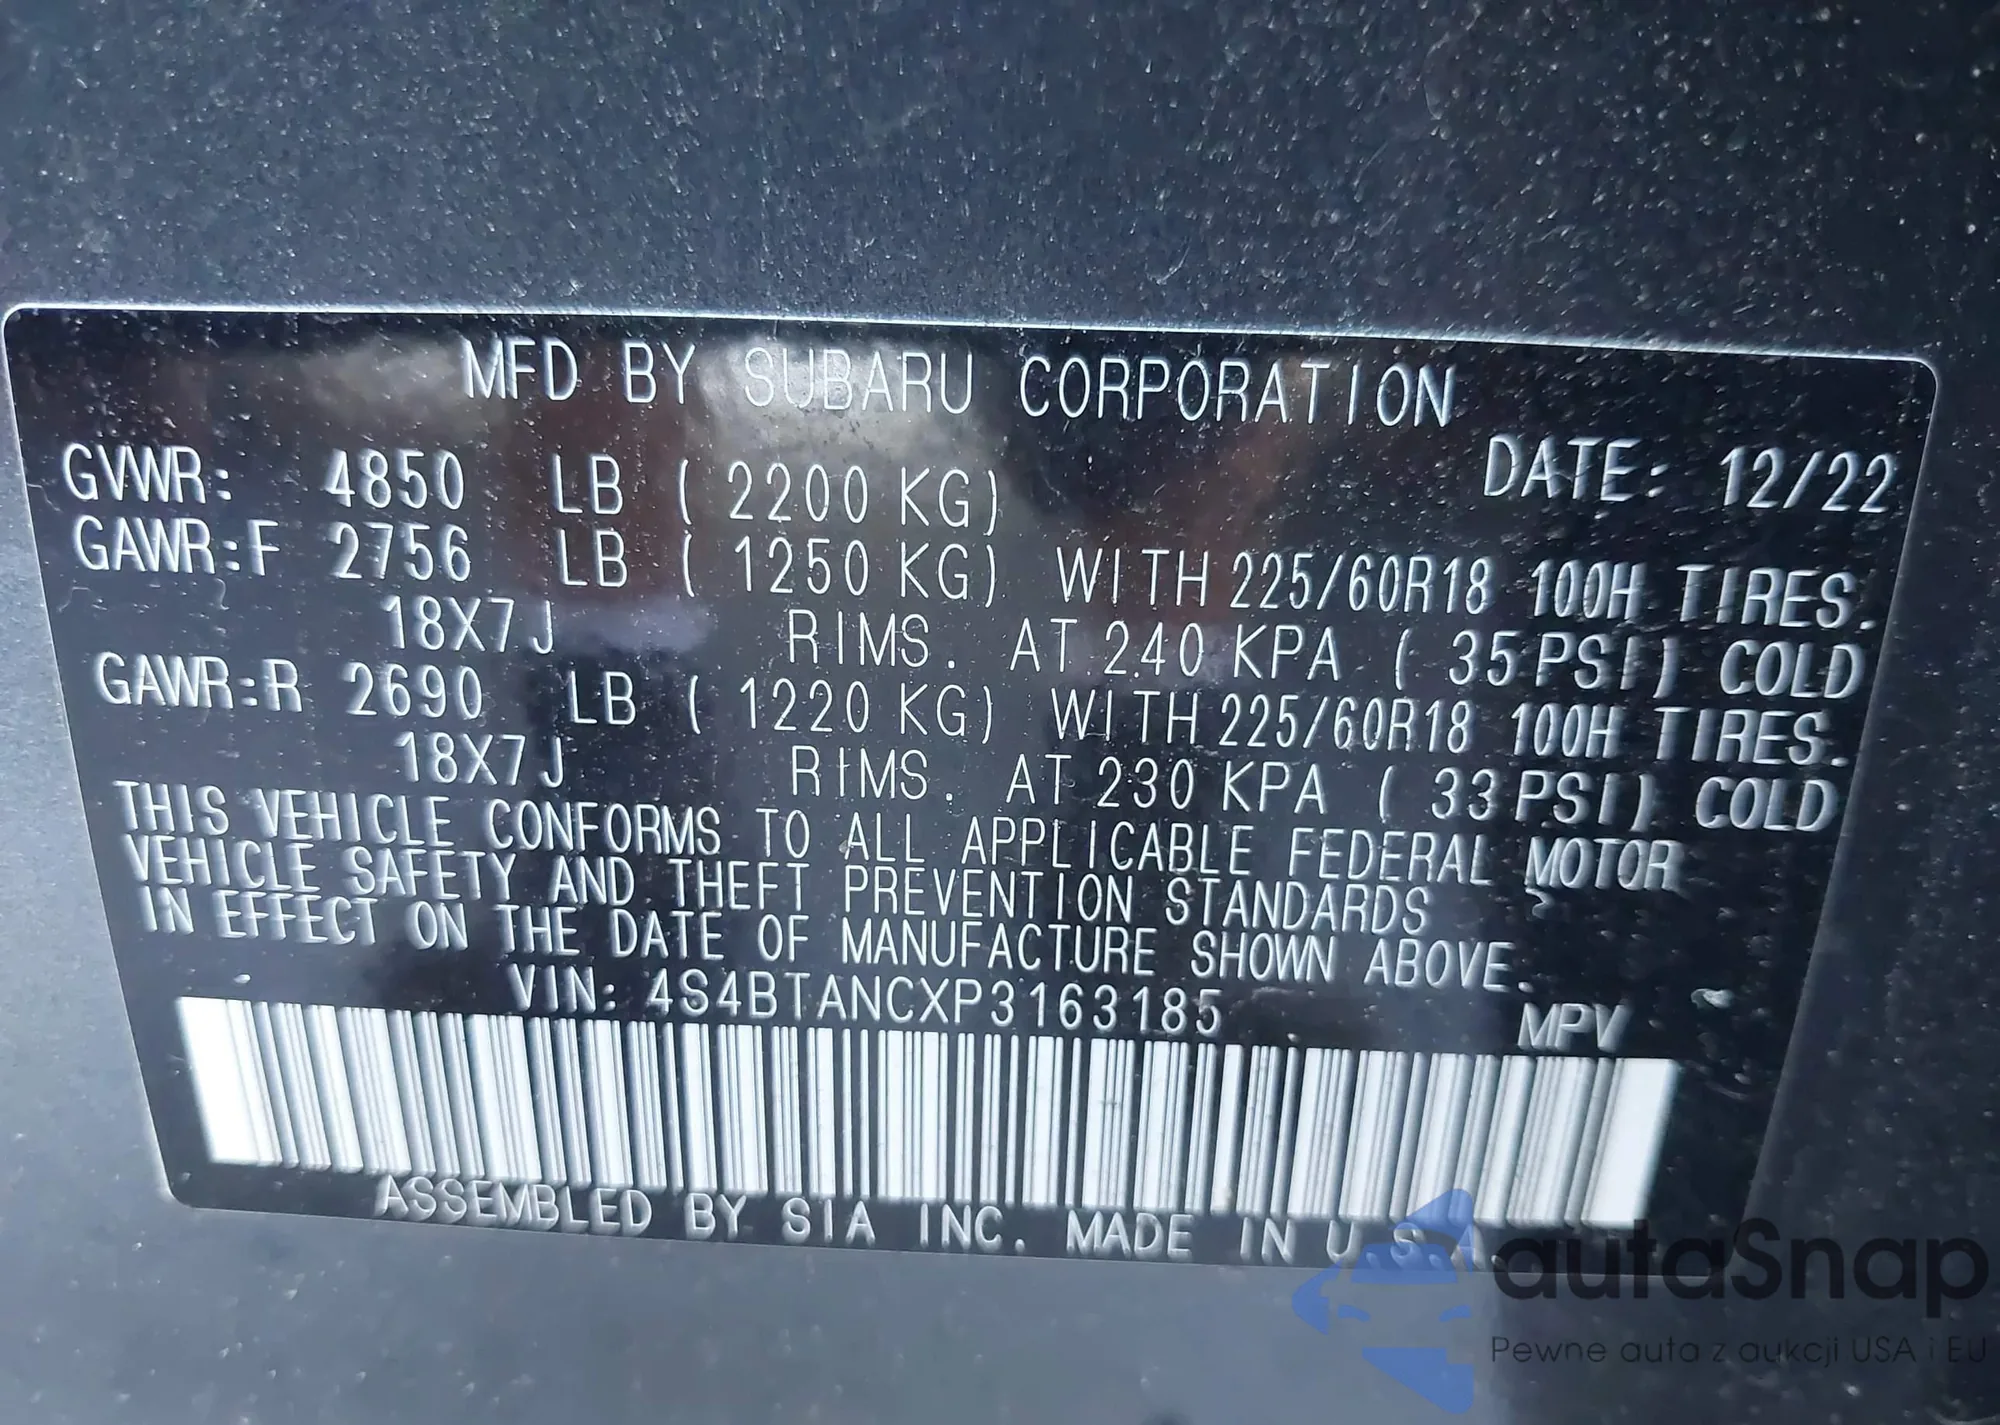 MFD BY SUBARU CORPORATION
DATE: 12/22
GVWR: 4850 LB ( 2200 KG)
GAWR:F 2756 LB ( 1250 KG) WITH 225/60R18 100H TIRES.
18X7J RIMS. AT 240 KPA ( 35 PSI) COLD
GAWR:R 2690 LB ( 1220 KG) WITH 225/60R18 100H TIRES.
18X7J RIMS. AT 230 KPA ( 33 PSI) COLD
THIS VEHICLE CONFORMS TO ALL APPLICABLE FEDERAL MOTOR
VEHICLE SAFETY AND THEFT PREVENTION STANDARDS
IN EFFECT ON THE DATE OF MANUFACTURE SHOWN ABOVE.
VIN: 4S4BTANCXP3163185 MPV
ASSEMBLED BY SIA INC. MADE IN U.S.A.
autaSnap
Pewne auta z aukcji USA i EU